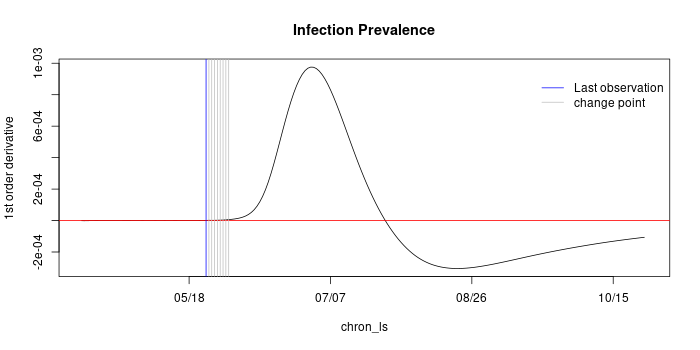 Infection Prevalence
1st order derivative
1e-03
6e-04
2e-04
-2e-04
Last observation
change point
05/18
07/07
08/26
10/15
chron_ls